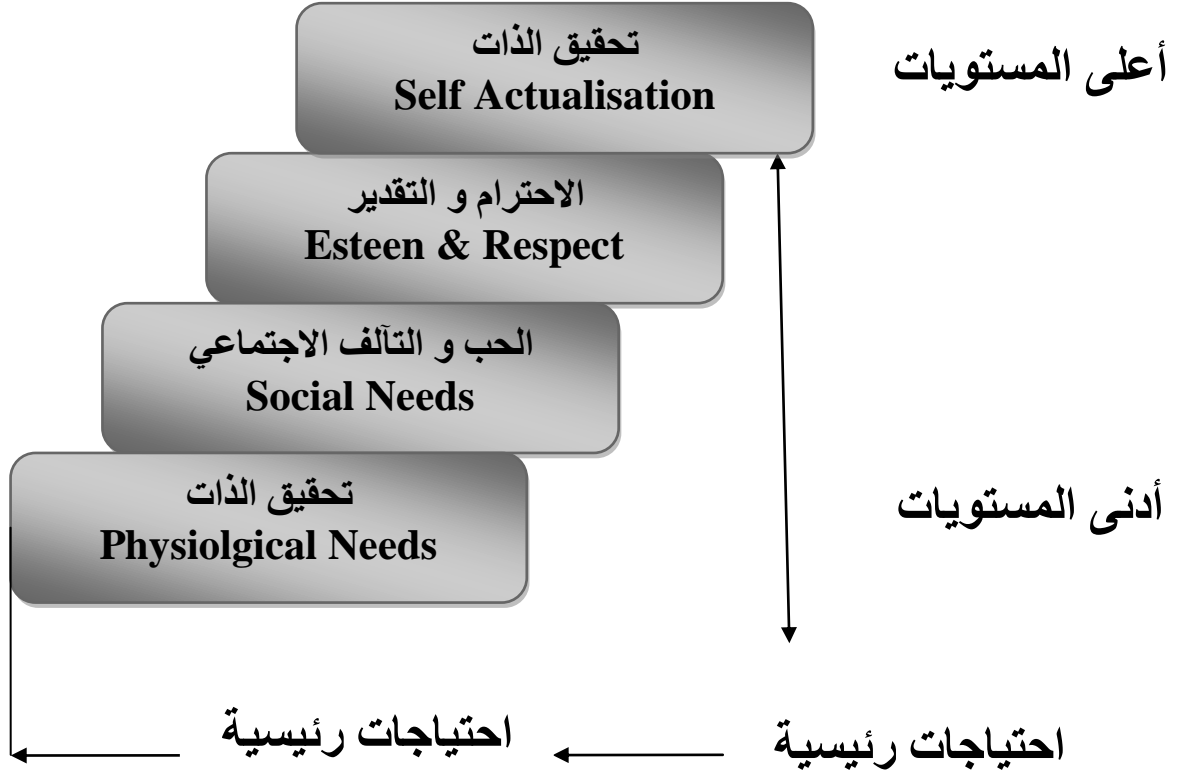 تحقيق الذات
Self Actualisation
أعلى المستويات
الاحترام و التقدير
Esteen & Respect
الحب و التآلف الاجتماعي
Social Needs
تحقيق الذات
Physiolgical Needs
أدنى المستويات
احتياجات رئيسية
احتياجات رئيسية